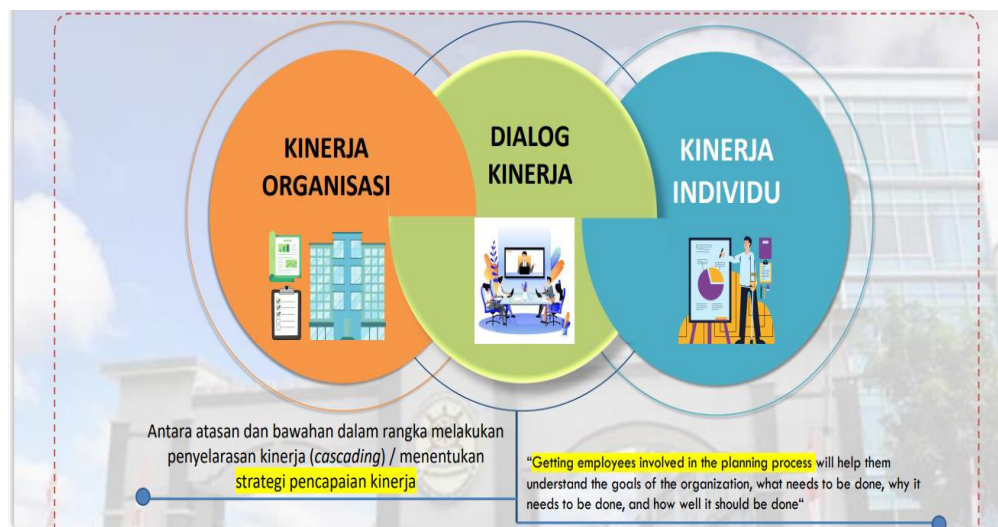 KINERJA
ORGANISASI
DIALOG
KINERJA
KINERJA
INDIVIDU
Antara atasan dan bawahan dalam rangka melakukan
penyelarasan kinerja (cascading) / menentukan
strategi pencapaian kinerja
“Getting employees involved in the planning process will help them
understand the goals of the organization, what needs to be done, why it
needs to be done, and how well it should be done“